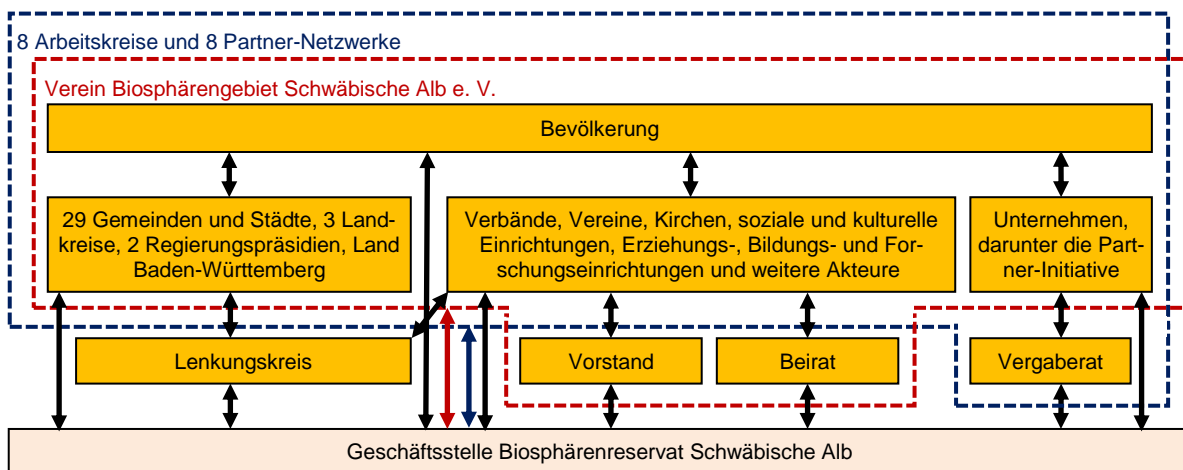 8 Arbeitskreise und 8 Partner-Netzwerke
Verein Biosphärengebiet Schwäbische Alb e. V.
Bevölkerung
29 Gemeinden und Städte, 3 Land-
kreise, 2 Regierungspräsidien, Land
Baden-Württemberg
Verbände, Vereine, Kirchen, soziale und kulturelle
Einrichtungen, Erziehungs-, Bildungs- und For-
schungseinrichtungen und weitere Akteure
Unternehmen,
darunter die Part-
ner-Initiative
Lenkungskreis
Vorstand
Beirat
Vergaberat
Geschäftsstelle Biosphärenreservat Schwäbische Alb